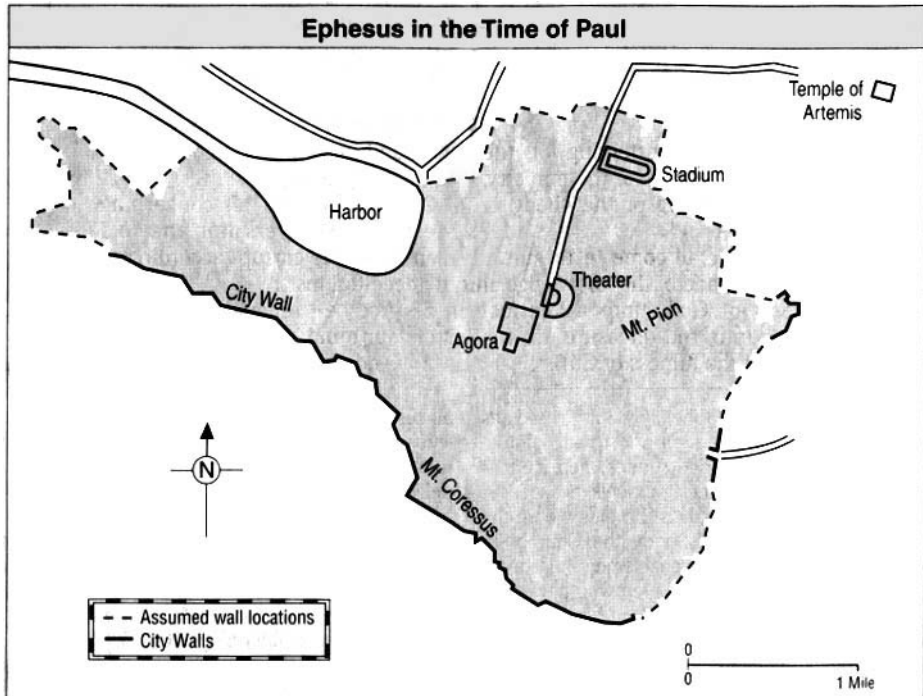 Ephesus in the Time of Paul
Temple of
Artemis
Stadium
Harbor
Theater
City Wall
Mt. Pion
Agora
N
Mt. Coressus
Assumed wall locations
City Walls
0
0
1 Mile